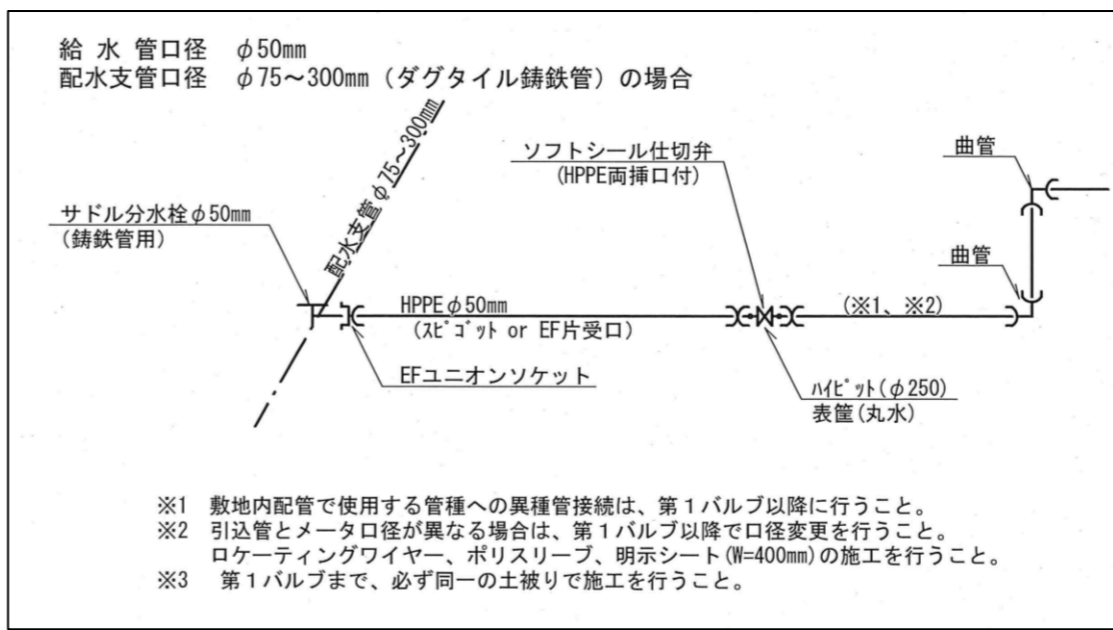 給 水 管口径 φ50mm
配水支管口径 φ75～300mm（ダグタイル鋳鉄管）の場合
配水支管φ75～300mm
ソフトシール仕切弁
(HPPE両挿口付)
曲管
サドル分水栓φ50mm
(鋳鉄管用)
曲管
HPPEφ50mm
(ｽﾋﾟｺﾞｯﾄ or EF片受口)
(※1、※2)
EFユニオンソケット
ﾊｲﾋﾟｯﾄ(φ250)
表筐(丸水)
※1 敷地内配管で使用する管種への異種管接続は、第１バルブ以降に行うこと。
※2 引込管とメータ口径が異なる場合は、第１バルブ以降で口径変更を行うこと。
ロケーティングワイヤー、ポリスリーブ、明示シート(W=400mm)の施工を行うこと。
※3 第１バルブまで、必ず同一の土被りで施工を行うこと。